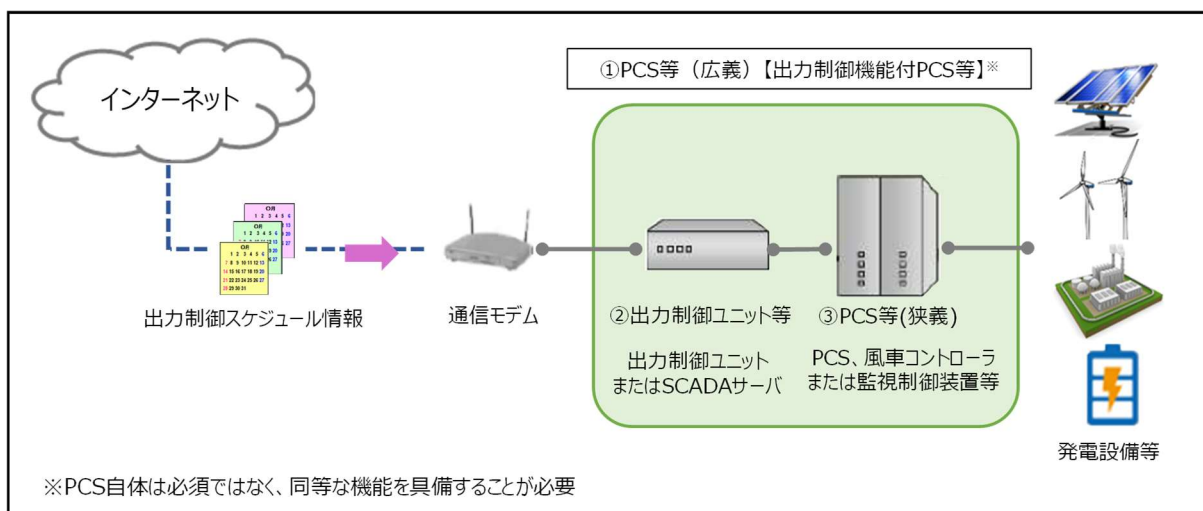 ①PCS等（広義）【出力制御機能付PCS等】※
インターネット
出力制御スケジュール情報
通信モデム
②出力制御ユニット等
出力制御ユニット
またはSCADAサーバ
③PCS等(狭義)
PCS、風車コントローラ
または監視制御装置等
発電設備等
※PCS自体は必須ではなく、同等な機能を具備することが必要